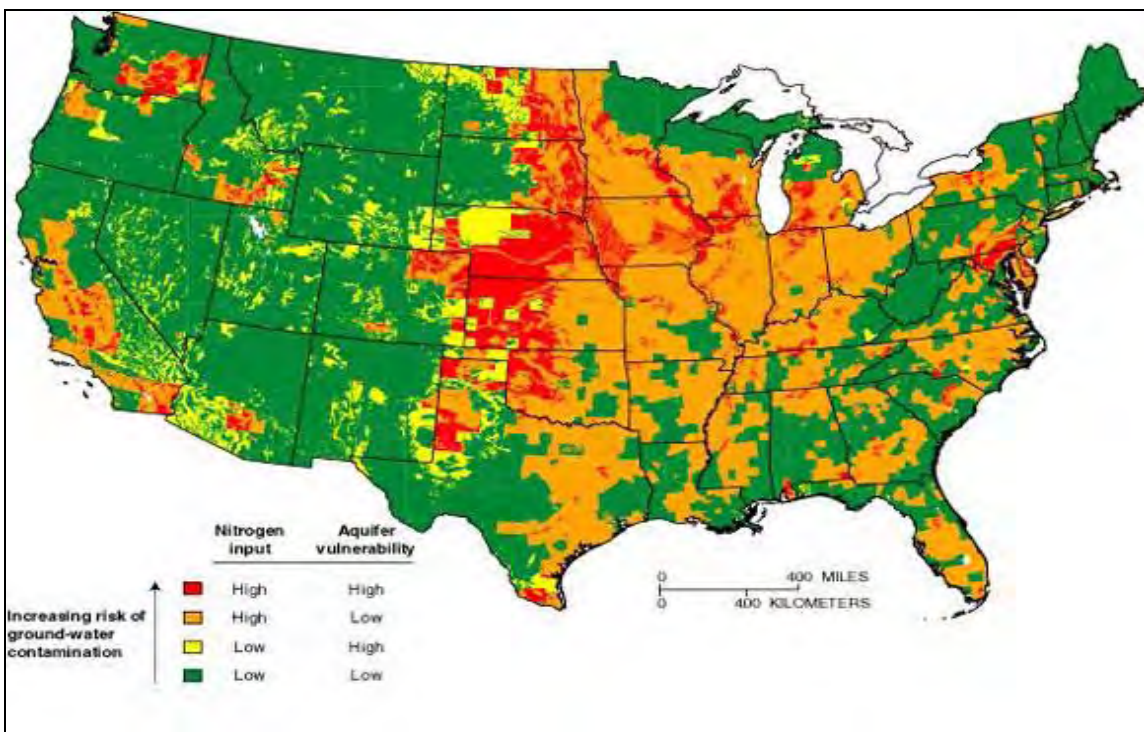 Nitrogen input Aquifer vulnerability
High High
High Low
Low High
Low Low
Increasing risk of
ground-water
contamination
0 400 MILES
0 400 KILOMETERS